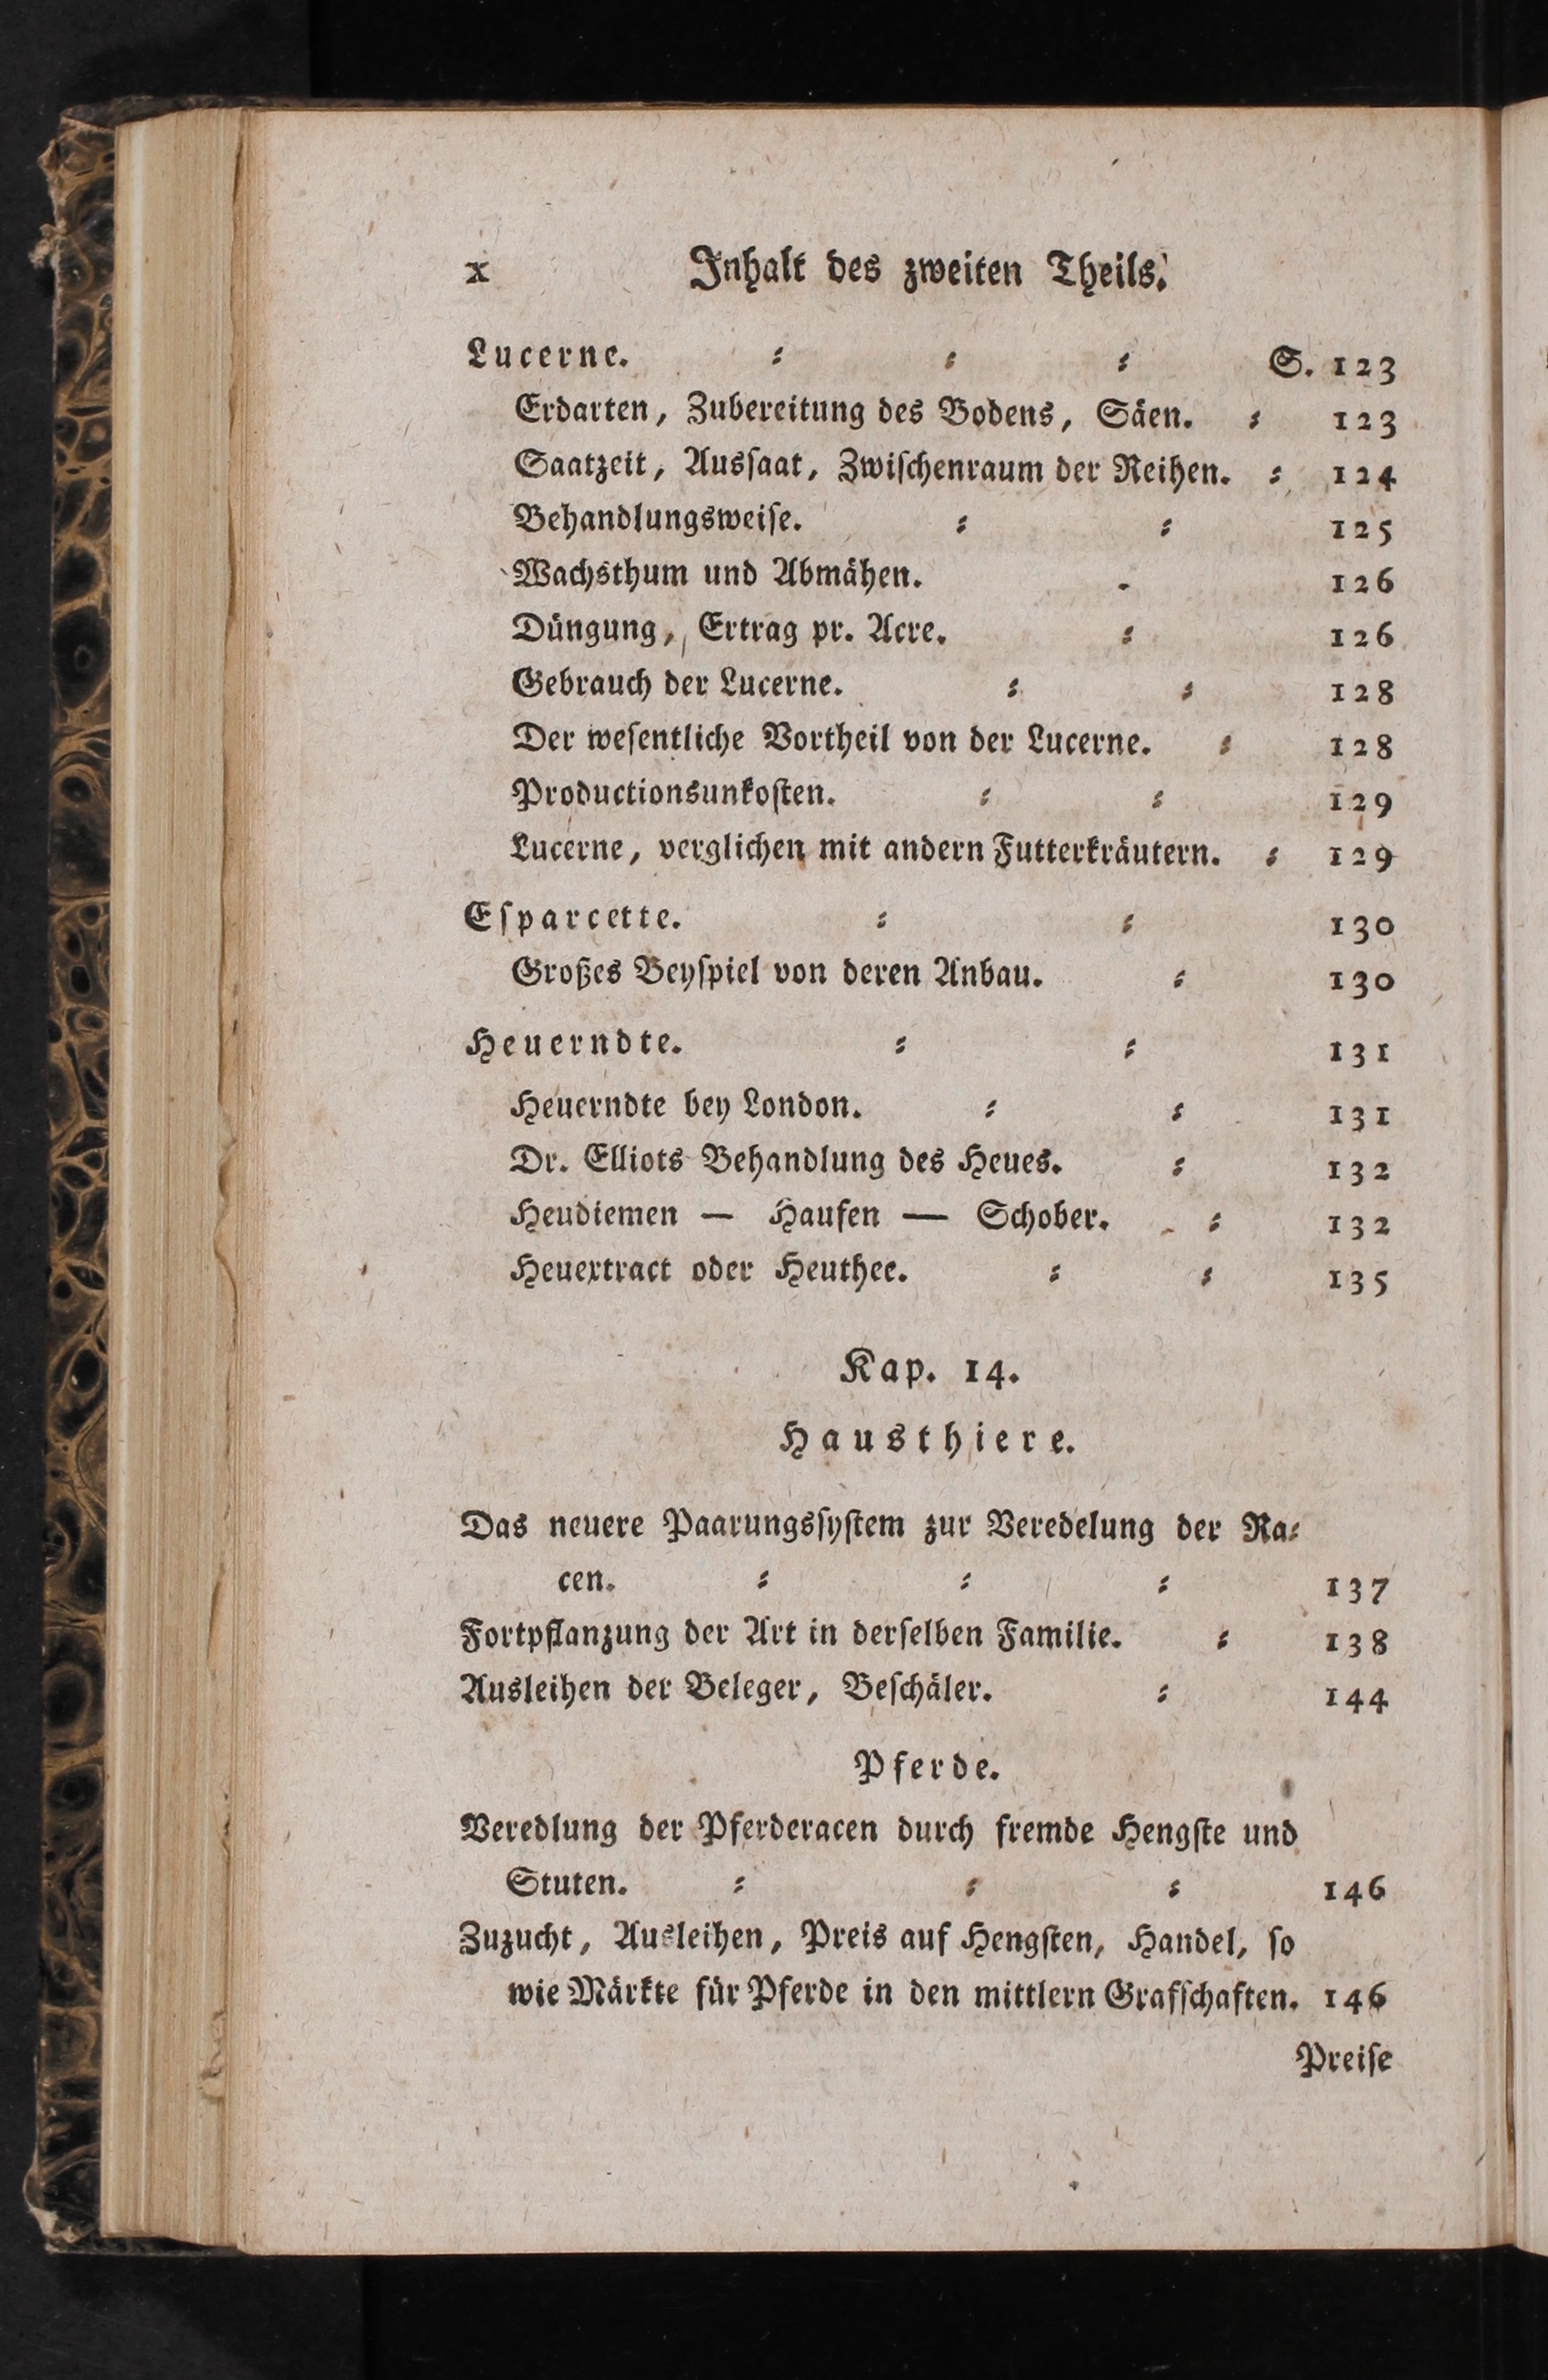 x Inhalt des zweiten Theils.
Lucerne. ⸗ ⸗ ⸗ S. 123
Erdarten, Zubereitung des Bodens, Säen. ⸗ 123
Saatzeit, Ausſaat, Zwiſchenraum der Reihen. ⸗ 124
Behandlungsweiſe. ⸗ ⸗ 125
Wachsthum und Abmähen. - 126
Düngung, Ertrag pr. Acre. ⸗ 126
Gebrauch der Lucerne. ⸗ ⸗ 128
Der weſentliche Vortheil von der Lucerne. ⸗ 128
Productionsunkoſten. ⸗ ⸗ 129
Lucerne, verglichen mit andern Futterkräutern. ⸗ 129
Eſparcette. ⸗ ⸗ 130
Großes Beyſpiel von deren Anbau. ⸗ 130
Heuerndte. ⸗ ⸗ 131
Heuerndte bey London. ⸗ ⸗ 131
Dr. Elliots Behandlung des Heues. ⸗ 132
Heudiemen — Haufen — Schober. ⸗ 132
Heuextract oder Heuthee. ⸗ ⸗ 135
Kap. 14.
Hausthiere.
Das neuere Paarungsſyſtem zur Veredelung der Ra⸗
cen. ⸗ ⸗ ⸗ 137
Fortpflanzung der Art in derſelben Familie. ⸗ 138
Ausleihen der Beleger, Beſchäler. ⸗ 144
Pferde.
Veredlung der Pferderacen durch fremde Hengſte und
Stuten. ⸗ ⸗ ⸗ 146
Zuzucht, Ausleihen, Preis auf Hengſten, Handel, ſo
wie Märkte für Pferde in den mittlern Grafſchaften. 146
Preiſe